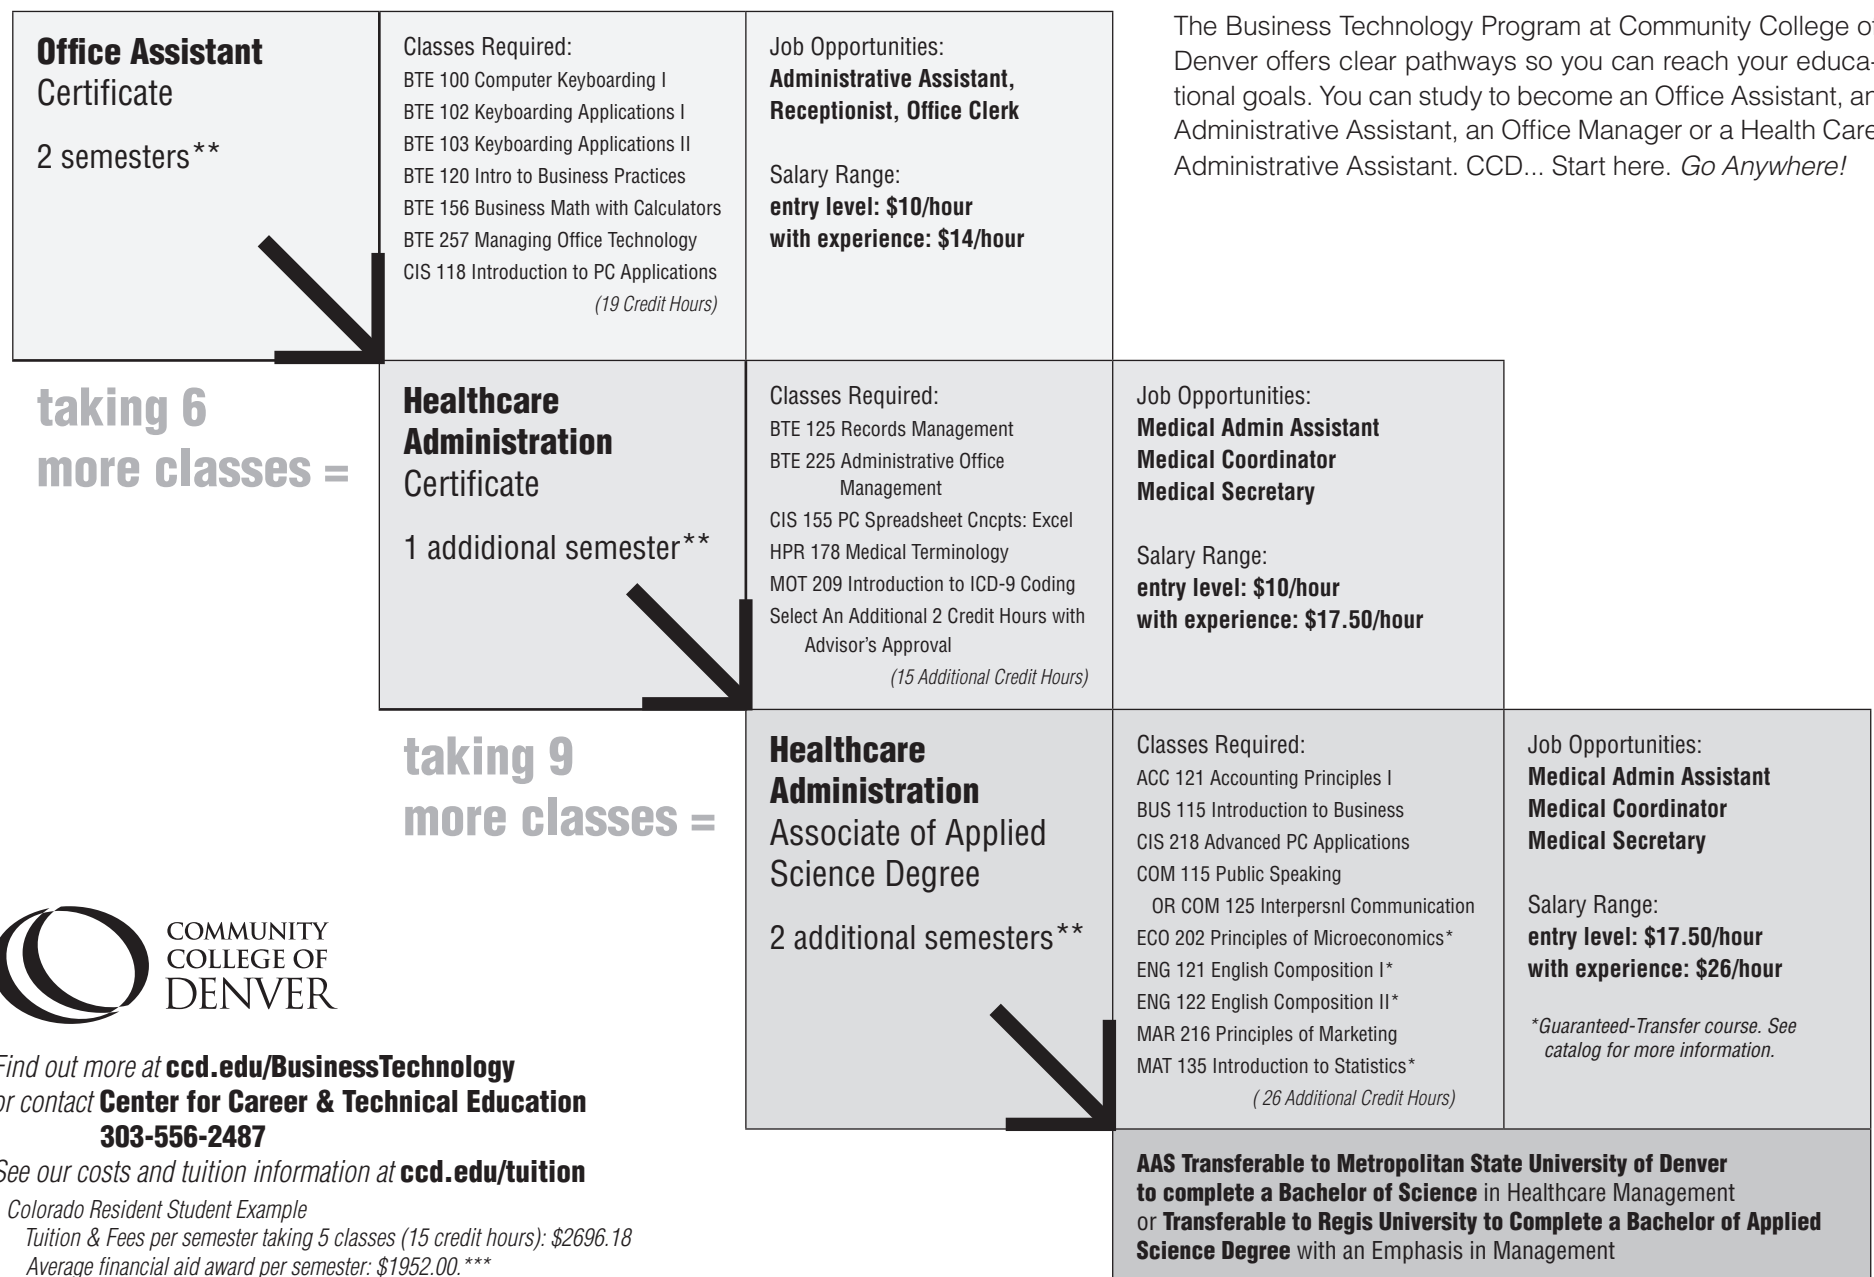 Office Assistant
Certificate
2 semesters**
Classes Required:
BTE 100 Computer Keyboarding I
BTE 102 Keyboarding Applications I
BTE 103 Keyboarding Applications II
BTE 120 Intro to Business Practices
BTE 156 Business Math with Calculators
BTE 257 Managing Office Technology
CIS 118 Introduction to PC Applications
(19 Credit Hours)
Job Opportunities:
Administrative Assistant,
Receptionist, Office Clerk
Salary Range:
entry level: $10/hour
with experience: $14/hour
The Business Technology Program at Community College of
Denver offers clear pathways so you can reach your educa-
tional goals. You can study to become an Office Assistant, an
Administrative Assistant, an Office Manager or a Health Care
Administrative Assistant. CCD... Start here. Go Anywhere!
taking 6
more classes =
Healthcare
Administration
Certificate
1 addidional semester**
Classes Required:
BTE 125 Records Management
BTE 225 Administrative Office
Management
CIS 155 PC Spreadsheet Cncpts: Excel
HPR 178 Medical Terminology
MOT 209 Introduction to ICD-9 Coding
Select An Additional 2 Credit Hours with
Advisor's Approval
(15 Additional Credit Hours)
Job Opportunities:
Medical Admin Assistant
Medical Coordinator
Medical Secretary
Salary Range:
entry level: $10/hour
with experience: $17.50/hour
taking 9
more classes =
Healthcare
Administration
Associate of Applied
Science Degree
2 additional semesters**
Classes Required:
ACC 121 Accounting Principles I
BUS 115 Introduction to Business
CIS 218 Advanced PC Applications
COM 115 Public Speaking
OR COM 125 Interpersnl Communication
ECO 202 Principles of Microeconomics*
ENG 121 English Composition I*
ENG 122 English Composition II*
MAR 216 Principles of Marketing
MAT 135 Introduction to Statistics*
( 26 Additional Credit Hours)
Job Opportunities:
Medical Admin Assistant
Medical Coordinator
Medical Secretary
Salary Range:
entry level: $17.50/hour
with experience: $26/hour
*Guaranteed-Transfer course. See
catalog for more information.
AAS Transferable to Metropolitan State University of Denver
to complete a Bachelor of Science in Healthcare Management
or Transferable to Regis University to Complete a Bachelor of Applied
Science Degree with an Emphasis in Management
COMMUNITY
COLLEGE OF
DENVER
Find out more at ccd.edu/BusinessTechnology
or contact Center for Career & Technical Education
303-556-2487
See our costs and tuition information at ccd.edu/tuition
Colorado Resident Student Example
Tuition & Fees per semester taking 5 classes (15 credit hours): $2696.18
Average financial aid award per semester: $1952.00.***